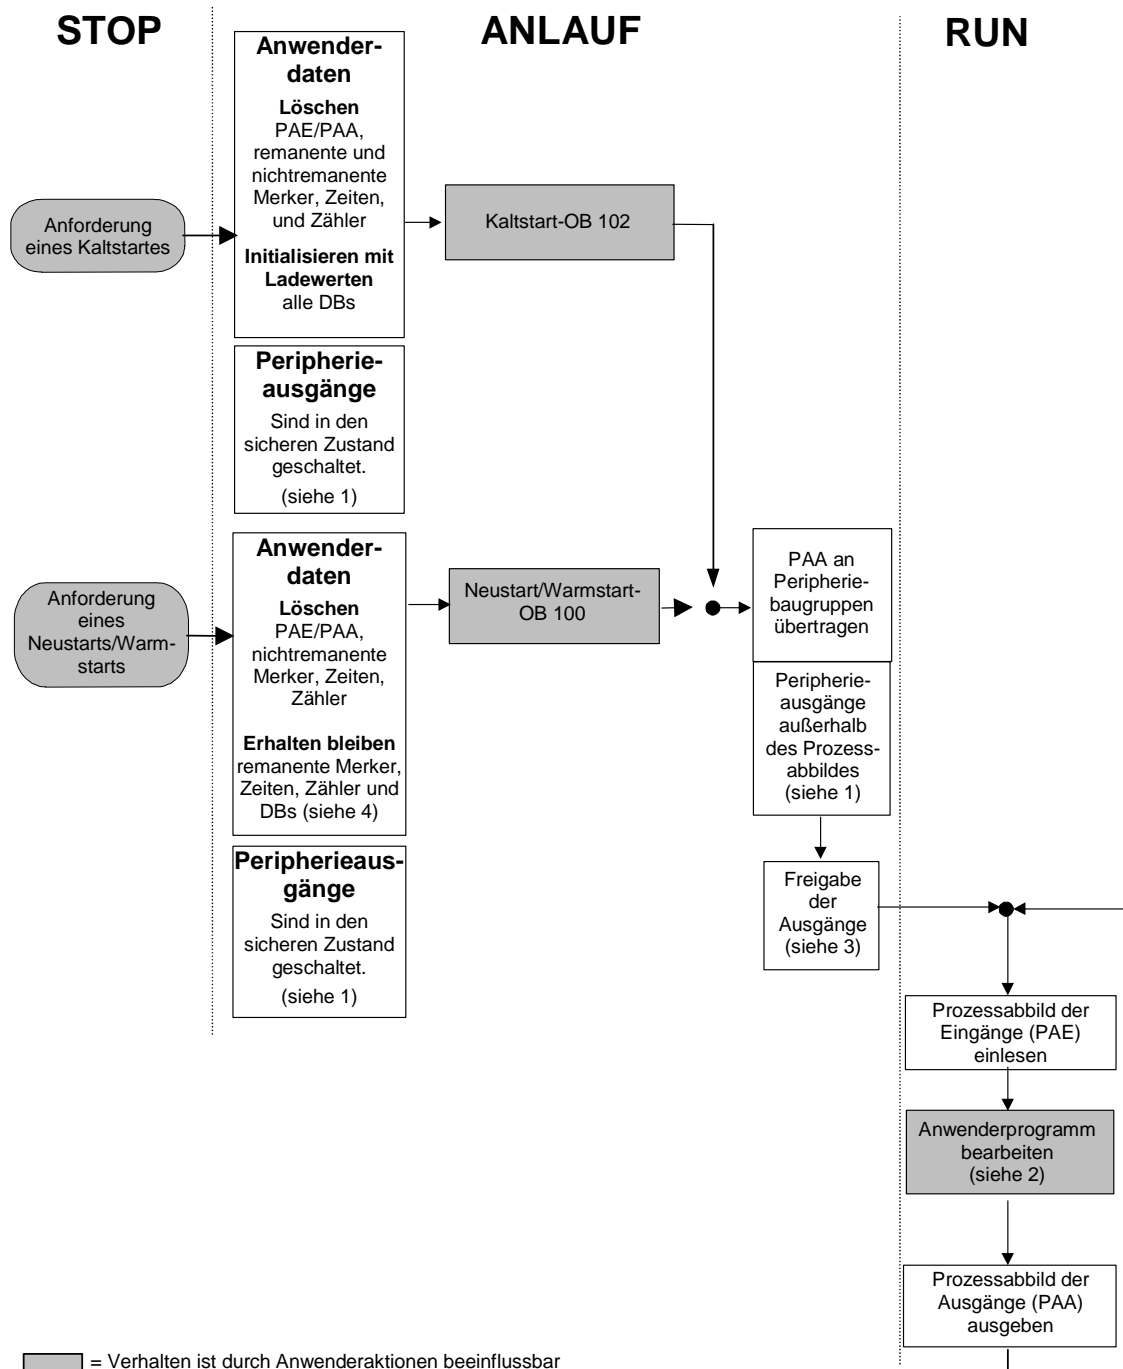 STOP
ANLAUF
RUN
Anwender-
daten
Löschen
PAE/PAA,
remanente und
nichtremanente
Merker, Zeiten,
und Zähler
Initialisieren mit
Ladewerten
alle DBs
Anforderung
eines Kaltstartes
Kaltstart-OB 102
Peripherie-
ausgänge
Sind in den
sicheren Zustand
geschaltet.
(siehe 1)
Anforderung
eines
Neustarts/Warm-
starts
Anwender-
daten
Löschen
PAE/PAA,
nichtremanente
Merker, Zeiten,
Zähler
Erhalten bleiben
remanente Merker,
Zeiten, Zähler und
DBs (siehe 4)
Neustart/Warmstart-
OB 100
PAA an
Peripherie-
baugruppen
übertragen
Peripherie-
ausgänge
außerhalb
des Prozess-
abbildes
(siehe 1)
Peripherieaus-
gänge
Sind in den
sicheren Zustand
geschaltet.
(siehe 1)
Freigabe
der
Ausgänge
(siehe 3)
Prozessabbild der
Eingänge (PAE)
einlesen
Anwenderprogramm
bearbeiten
(siehe 2)
Prozessabbild der
Ausgänge (PAA)
ausgeben
= Verhalten ist durch Anwenderaktionen beeinflussbar